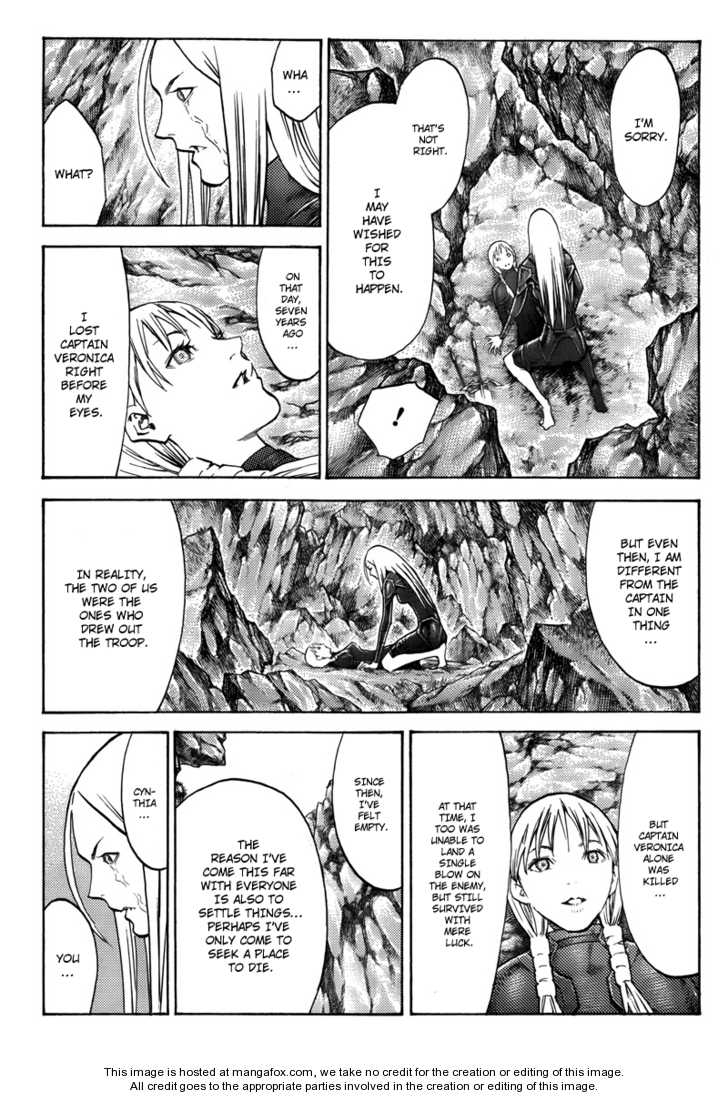 I'M
SORRY.
THAT'S
NOT
RIGHT.
I
MAY
HAVE
WISHED
FOR
THIS
TO
HAPPEN.
!
WHA
...
WHAT?
ON
THAT
DAY,
SEVEN
YEARS
AGO
...
I
LOST
CAPTAIN
VERONICA
RIGHT
BEFORE
MY
EYES.
BUT EVEN
THEN, I AM
DIFFERENT
FROM THE
CAPTAIN
IN ONE
THING
...
IN REALITY,
THE TWO OF US
WERE THE
ONES WHO
DREW OUT
THE TROOP.
BUT
CAPTAIN
VERONICA
ALONE
WAS
KILLED ...
AT THAT
TIME, I
TOO WAS
UNABLE TO
LAND A
SINGLE
BLOW ON
THE ENEMY,
BUT STILL
SURVIVED
WITH
MERE
LUCK.
SINCE
THEN,
I'VE
FELT
EMPTY.
THE
REASON I'VE
COME THIS FAR
WITH EVERYONE
IS ALSO TO
SETTLE THINGS...
PERHAPS I'VE
ONLY COME TO
SEEK A PLACE
TO DIE.
CYN-
THIA
...
YOU
...
This image is hosted at mangafox.com, we take no credit for the creation or editing of this image.
All credit goes to the appropriate parties involved in the creation or editing of this image.